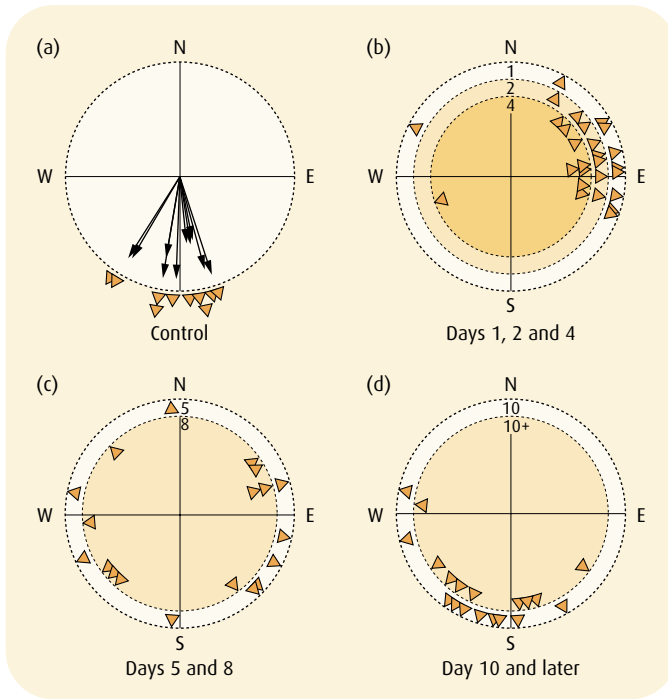 (a)
N
W
E
Control
(b)
N
1
2
4
W
E
S
Days 1, 2 and 4
(c)
N
5
8
W
E
S
Days 5 and 8
(d)
N
10
10+
W
E
S
Day 10 and later